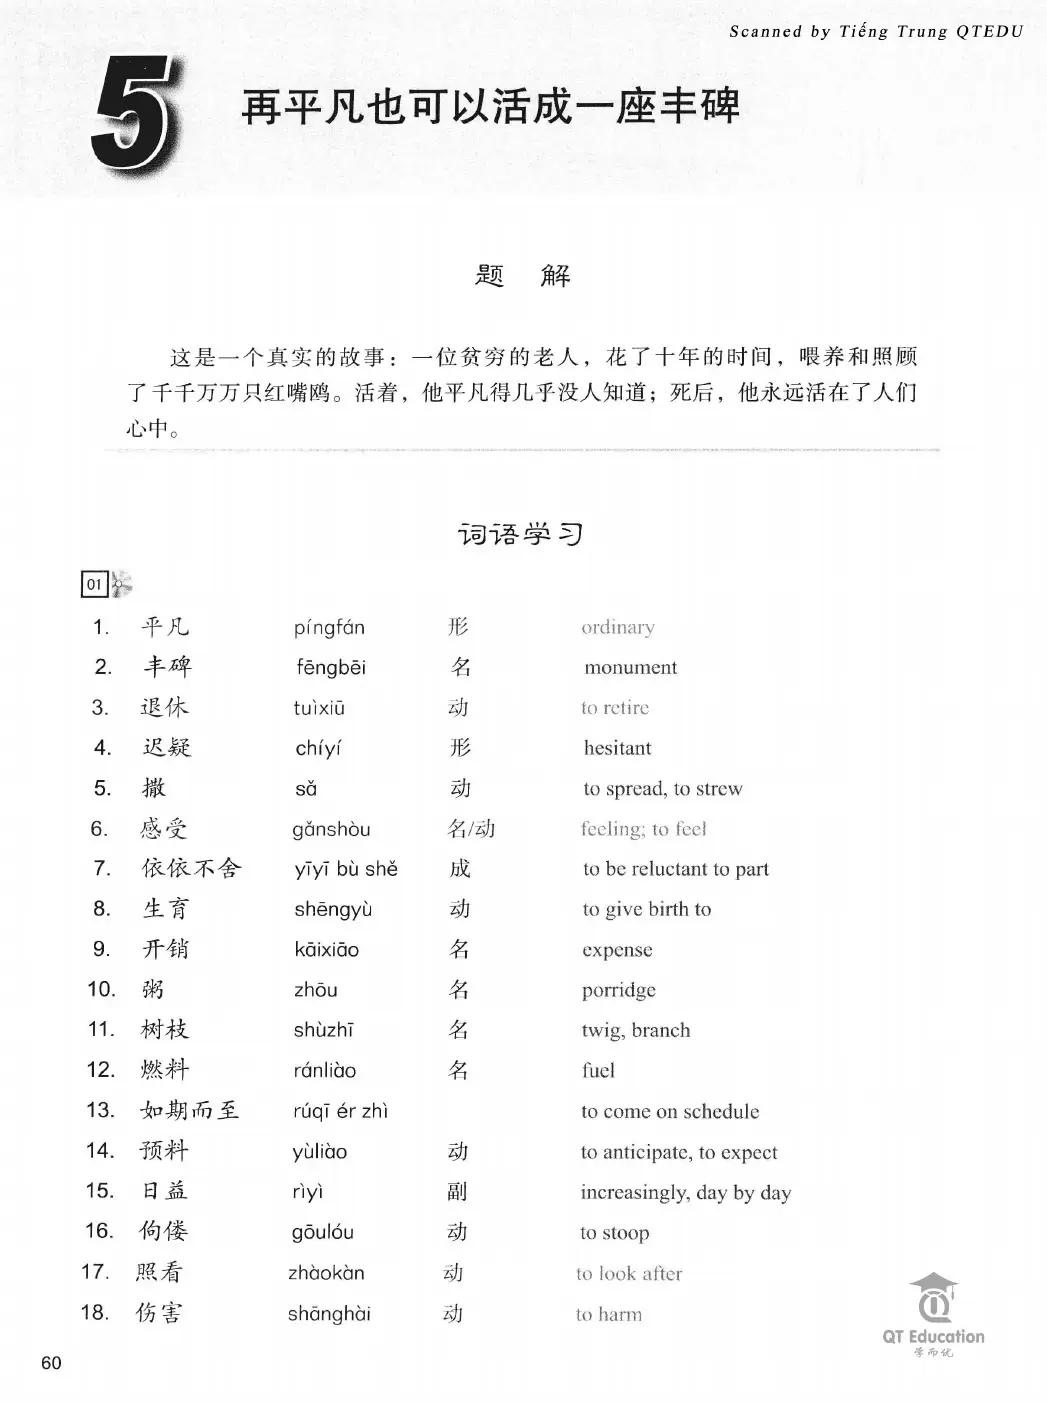 Scanned by Tiếng Trung QTEDU
5 再平凡也可以活成一座丰碑
题 解
这是一个真实的故事：一位贫穷的老人，花了十年的时间，喂养和照顾
了千千万万只红嘴鸥。活着，他平凡得几乎没人知道；死后，他永远活在了人们
心中。
词语学习
01
1. 平凡 píngfán 形 ordinary
2. 丰碑 fēngbēi 名 monument
3. 退休 tuìxiū 动 to retire
4. 迟疑 chíyí 形 hesitant
5. 撒 sǎ 动 to spread, to strew
6. 感受 gǎnshòu 名/动 feeling; to feel
7. 依依不舍 yīyī bù shě 成 to be reluctant to part
8. 生育 shēngyù 动 to give birth to
9. 开销 kāixiāo 名 expense
10. 粥 zhōu 名 porridge
11. 树枝 shùzhī 名 twig, branch
12. 燃料 ránliào 名 fuel
13. 如期而至 rúqī ér zhì to come on schedule
14. 预料 yùliào 动 to anticipate, to expect
15. 日益 rìyì 副 increasingly, day by day
16. 佝偻 gōulóu 动 to stoop
17. 照看 zhàokàn 动 to look after
18. 伤害 shānghài 动 to harm
QT Education
学而优
60